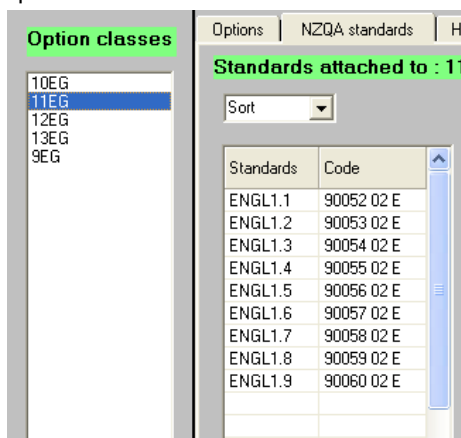 Option classes
10EG
11EG
12EG
13EG
9EG
Options
NZQA standards
H
Standards attached to : 11
Sort
Standards Code
ENGL1.1 90052 02 E
ENGL1.2 90053 02 E
ENGL1.3 90054 02 E
ENGL1.4 90055 02 E
ENGL1.5 90056 02 E
ENGL1.6 90057 02 E
ENGL1.7 90058 02 E
ENGL1.8 90059 02 E
ENGL1.9 90060 02 E